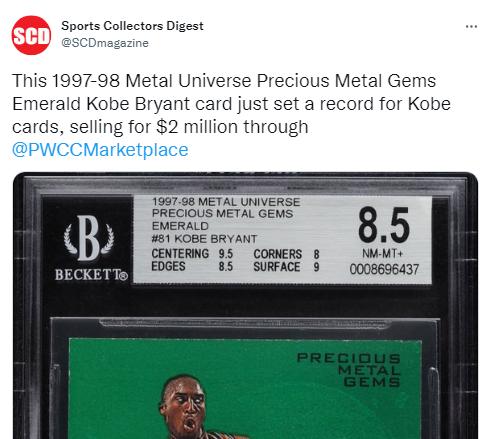 SCD
Sports Collectors Digest
@SCDmagazine
...
This 1997-98 Metal Universe Precious Metal Gems
Emerald Kobe Bryant card just set a record for Kobe
cards, selling for $2 million through
@PWCCMarketplace
B
BECKETT®
1997-98 METAL UNIVERSE
PRECIOUS METAL GEMS
EMERALD
#81 KOBE BRYANT
CENTERING 9.5 CORNERS 8
EDGES 8.5 SURFACE 9
8.5
NM-MT+
0008696437
PRECIOUS
METAL
GEMS